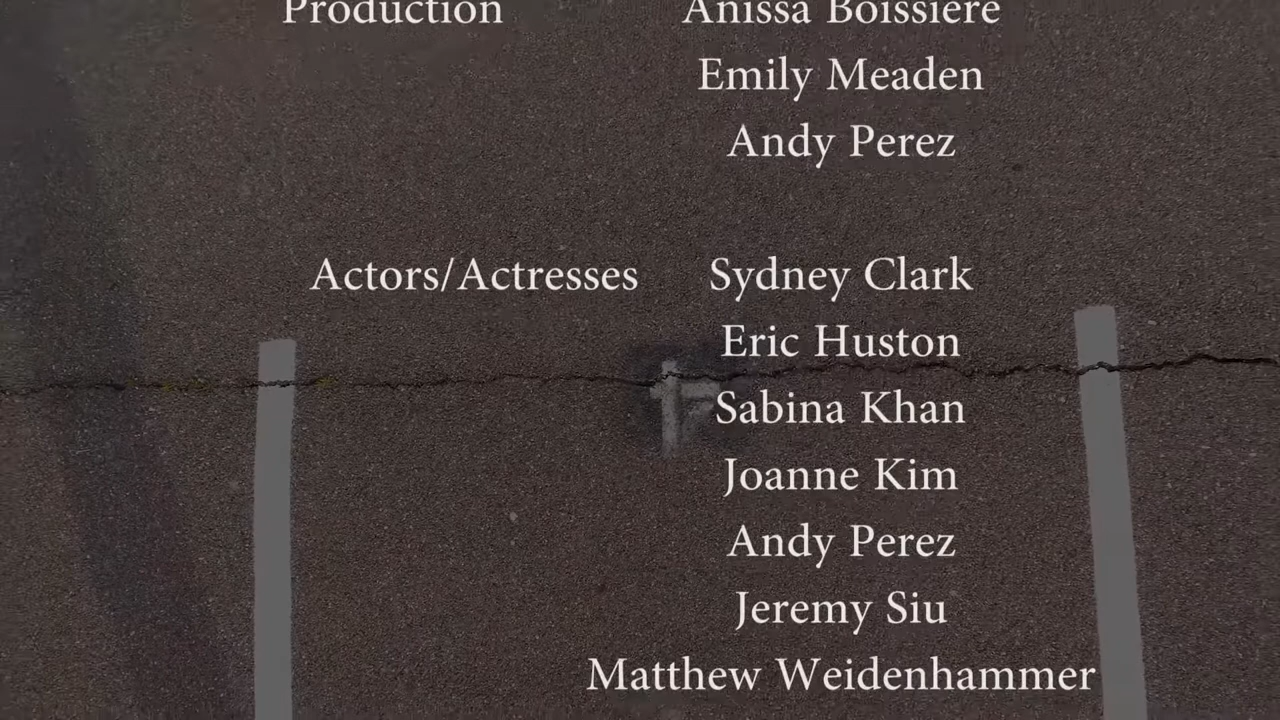 Production Anissa Boissiere
Emily Meaden
Andy Perez
Actors/Actresses Sydney Clark
Eric Huston
Sabina Khan
Joanne Kim
Andy Perez
Jeremy Siu
Matthew Weidenhammer